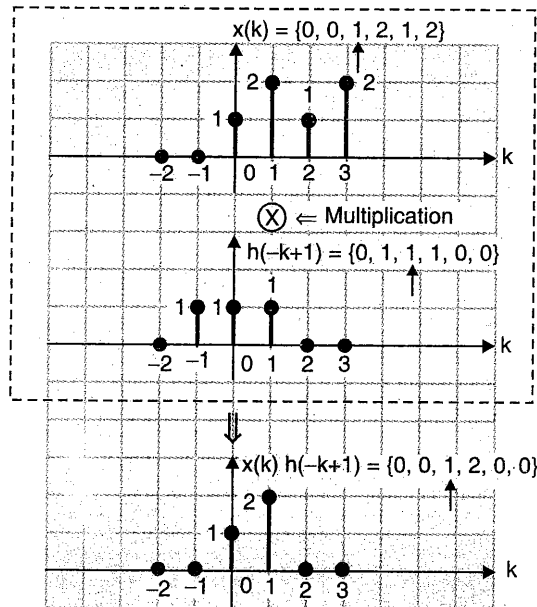 x(k) = {0, 0, 1, 2, 1, 2}
2
1
2
1
k
−2 −1 0 1 2 3
X ⇐ Multiplication
h(−k+1) = {0, 1, 1, 1, 0, 0}
1 1 1
k
−2 −1 0 1 2 3
x(k) h(−k+1) = {0, 0, 1, 2, 0, 0}
2
1
k
−2 −1 0 1 2 3